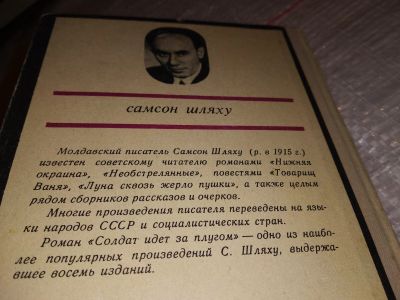 самсон шляху
Молдавский писатель Самсон Шляху (р. в 1915 г.)
известен советскому читателю романами «Нижняя
окраина», «Необстрелянные», повестями «Товарищ
Ваня», «Луна сквозь жерло пушки», а также целым
рядом сборников рассказов и очерков.
Многие произведения писателя переведены на язы-
ки народов СССР и социалистических стран.
Роман «Солдат идет за плугом» — одно из наибо-
лее популярных произведений С. Шляху, выдержа-
вшее восемь изданий.